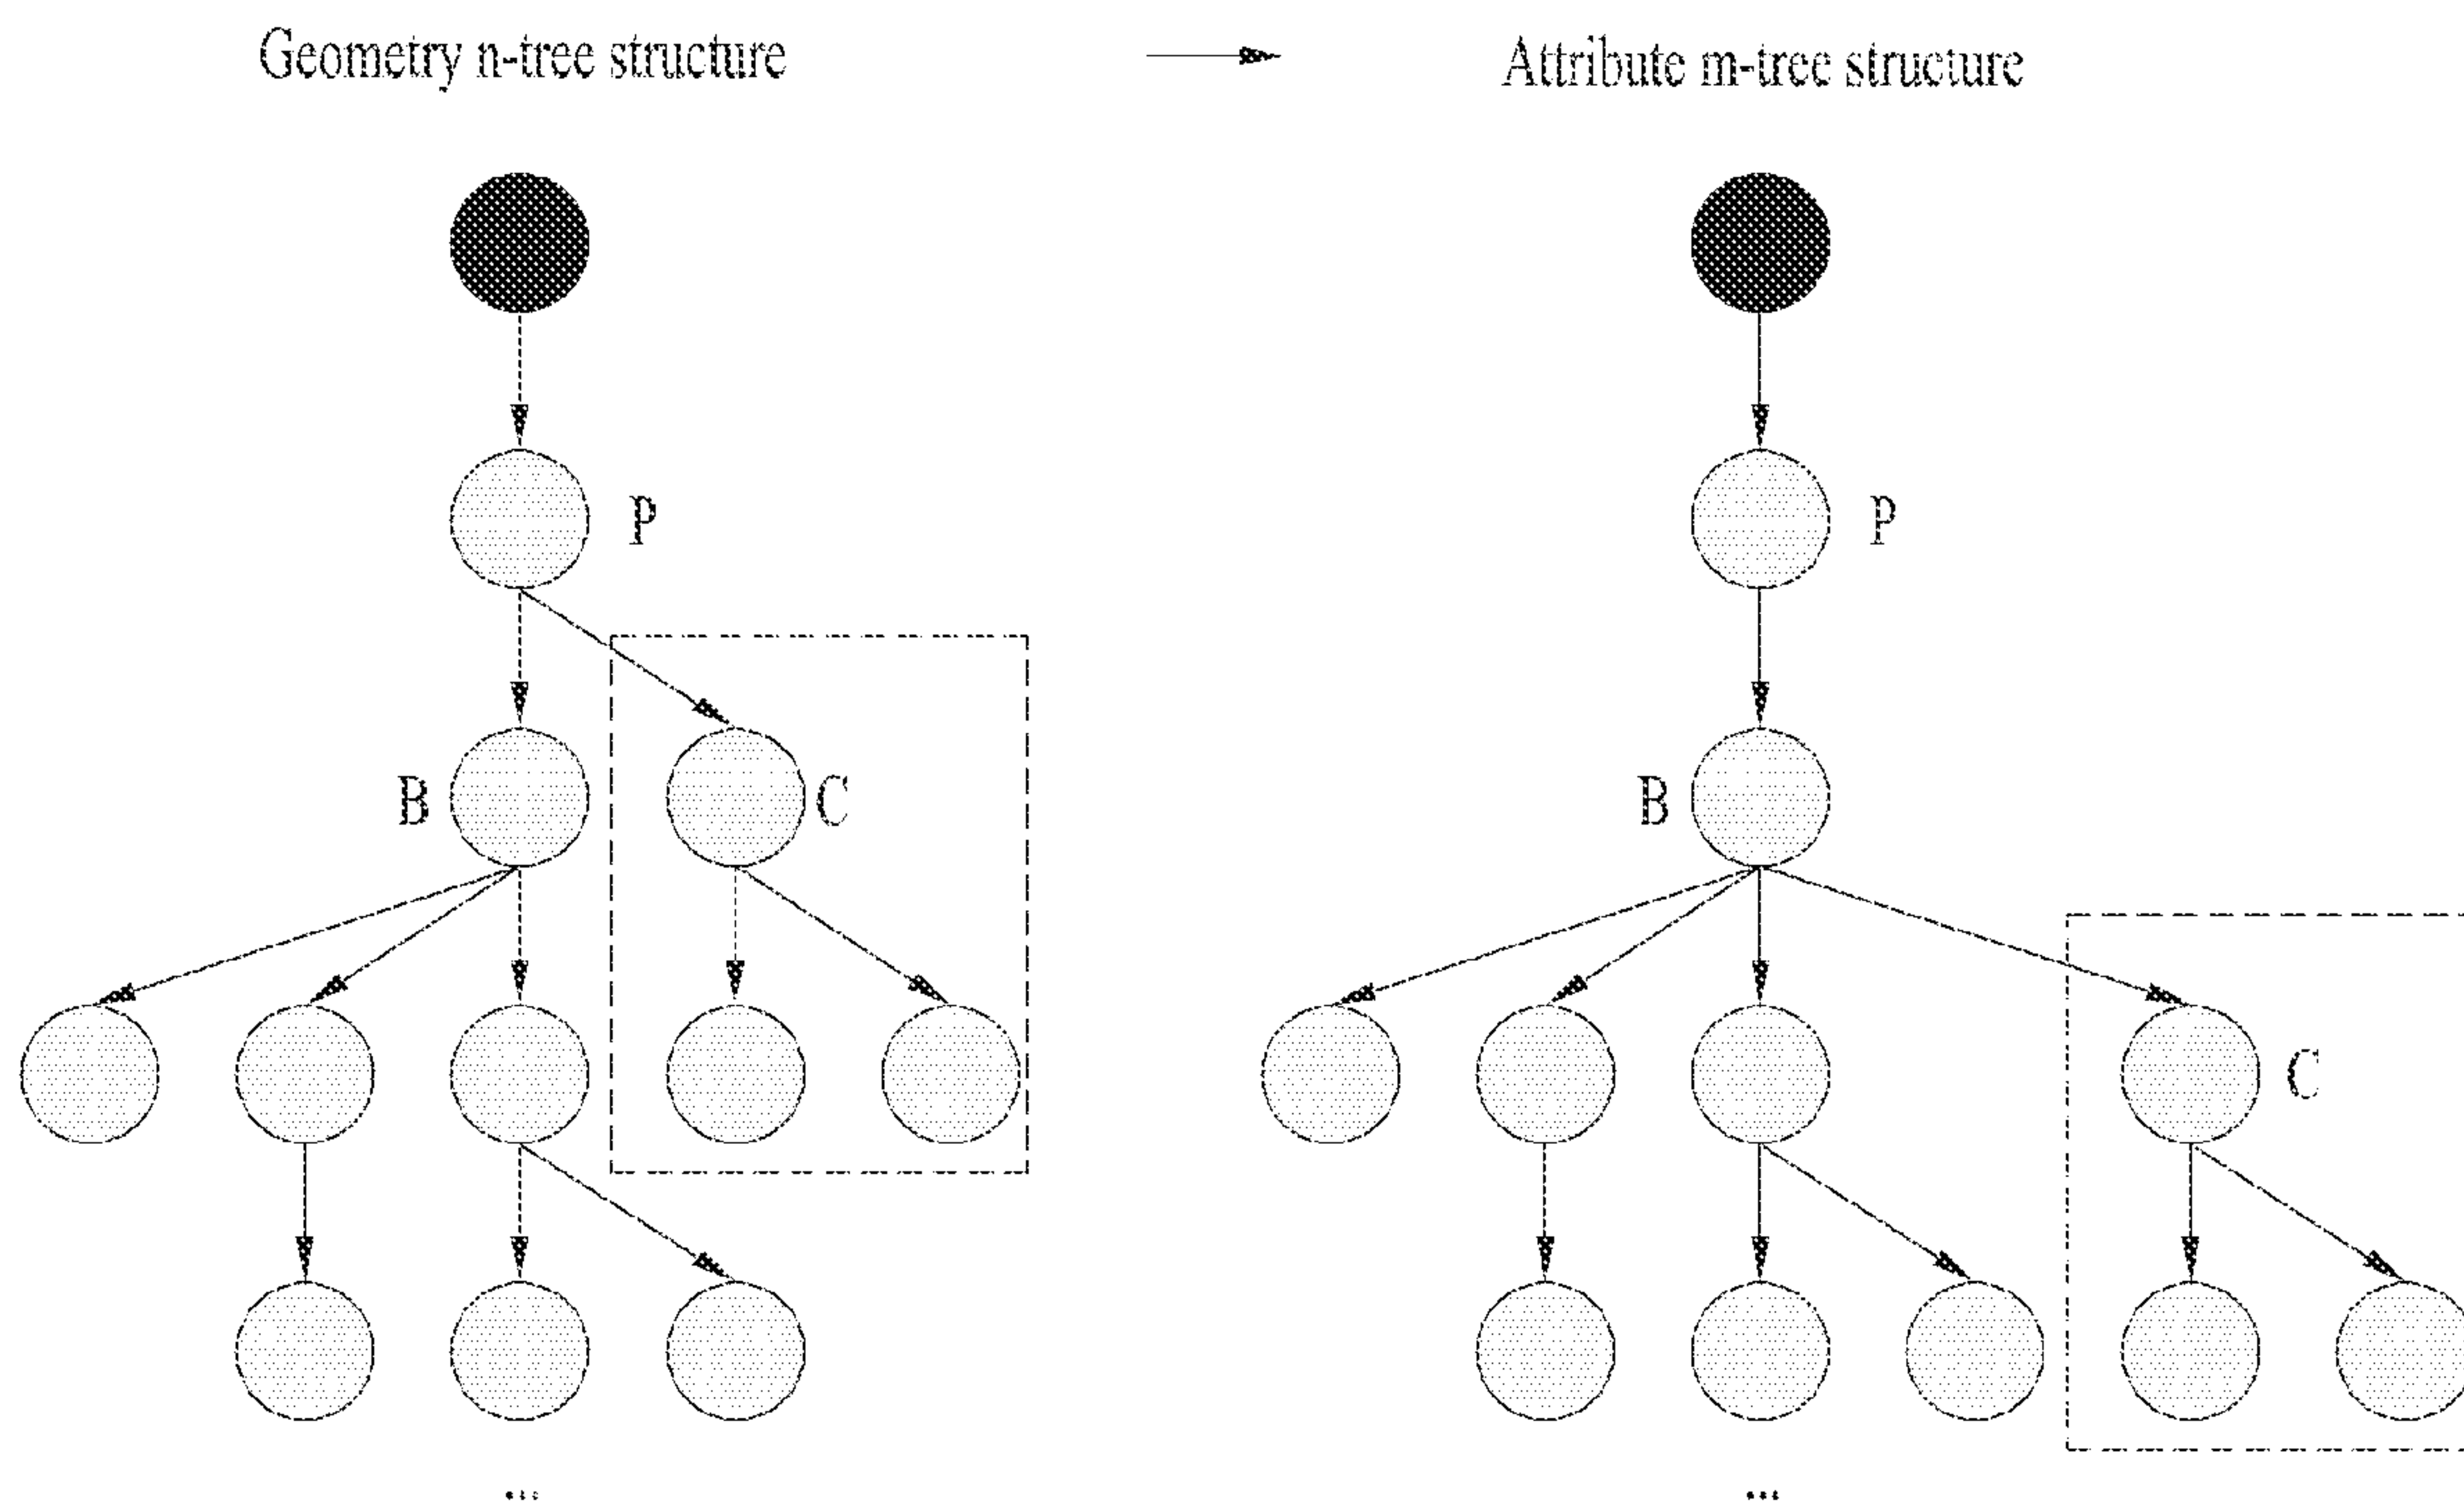 Geometry n-tree structure
Attribute m-tree structure
P
P
B
C
B
C
...
...